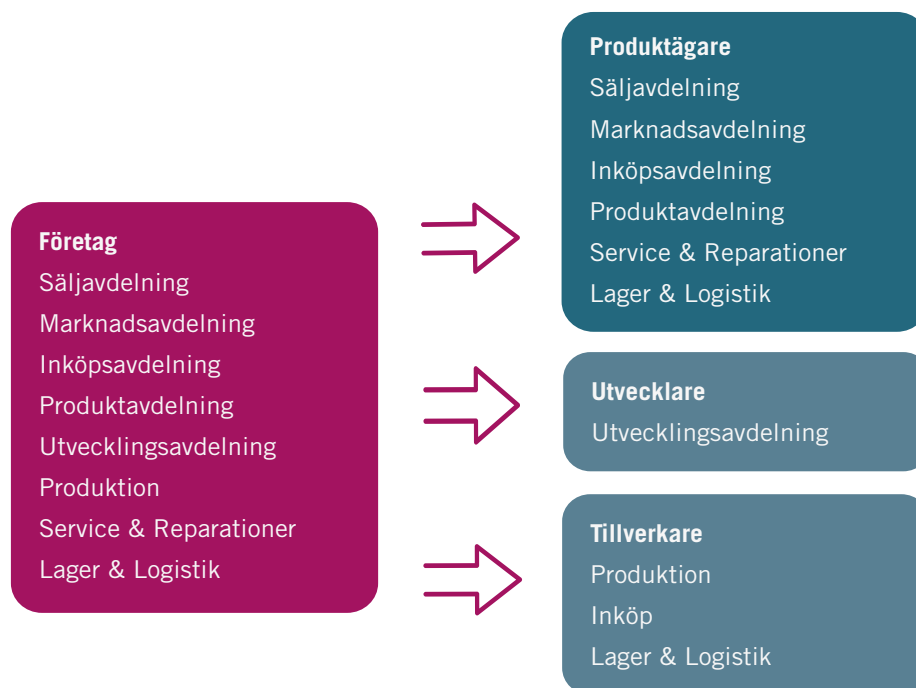 Företag
Säljavdelning
Marknadsavdelning
Inköpsavdelning
Produktavdelning
Utvecklingsavdelning
Produktion
Service & Reparationer
Lager & Logistik
Produktägare
Säljavdelning
Marknadsavdelning
Inköpsavdelning
Produktavdelning
Service & Reparationer
Lager & Logistik
Utvecklare
Utvecklingsavdelning
Tillverkare
Produktion
Inköp
Lager & Logistik